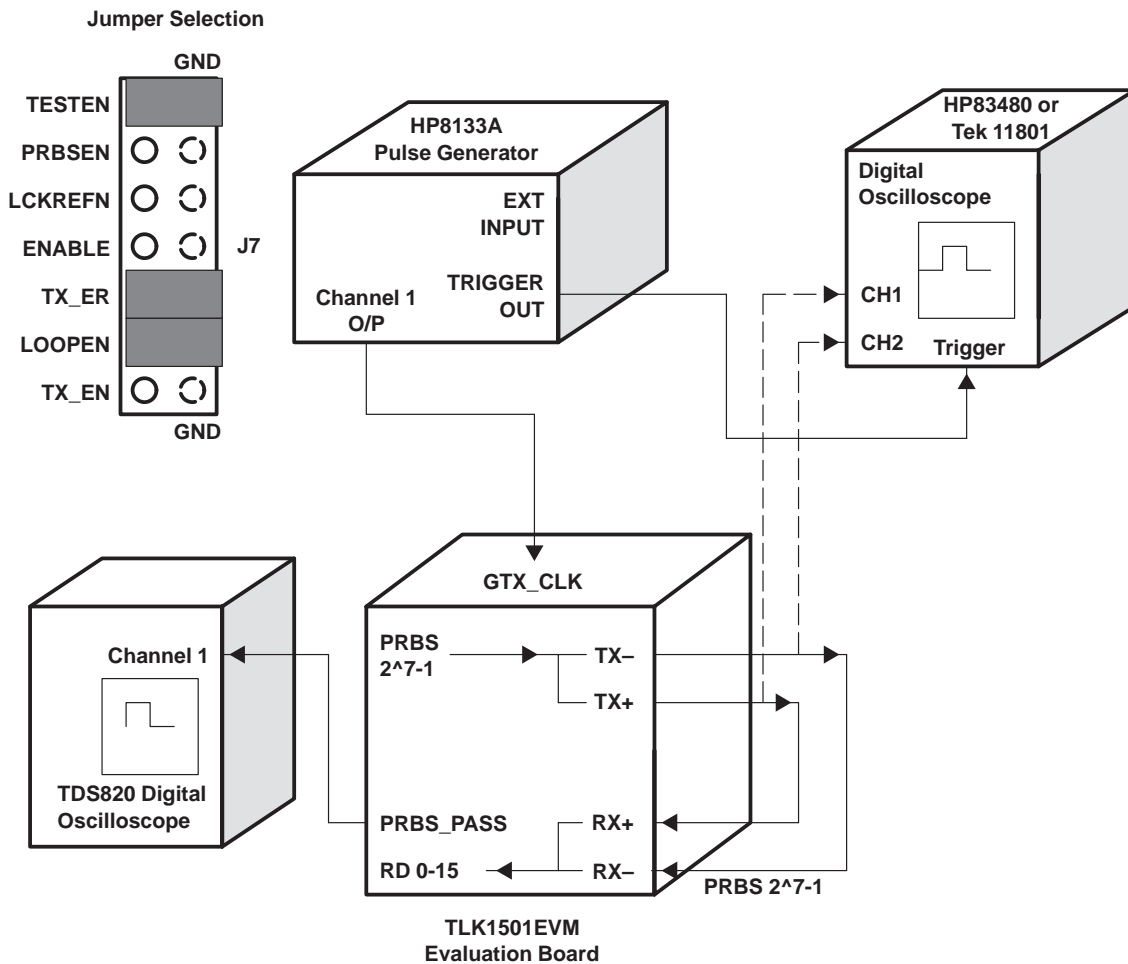 Jumper Selection
GND
TESTEN
PRBSEN
LCKREFN
ENABLE
J7
TX_ER
LOOPEN
TX_EN
GND
HP8133A
Pulse Generator
EXT
INPUT
TRIGGER
OUT
Channel 1
O/P
HP83480 or
Tek 11801
Digital
Oscilloscope
CH1
CH2
Trigger
GTX_CLK
PRBS
2^7-1
TX–
TX+
PRBS_PASS
RX+
RD 0-15
RX–
PRBS 2^7-1
Channel 1
TDS820 Digital
Oscilloscope
TLK1501EVM
Evaluation Board